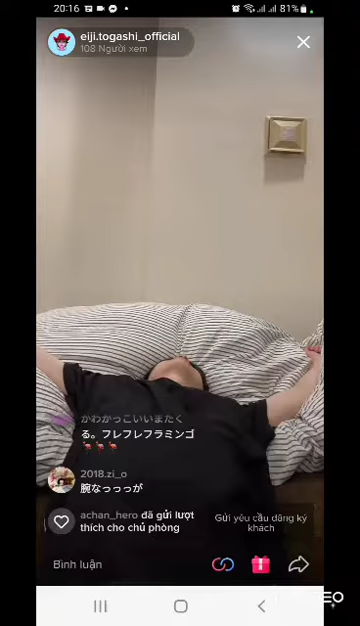 20:16
81%
eiji.togashi_official
108 Người xem
かわかっこいいまたく
る。フレフレフラミンゴ
2018.zi_o
腕なっっっが
achan_hero đã gửi lượt
thích cho chủ phòng
Gửi yêu cầu đăng ký
khách
Bình luận